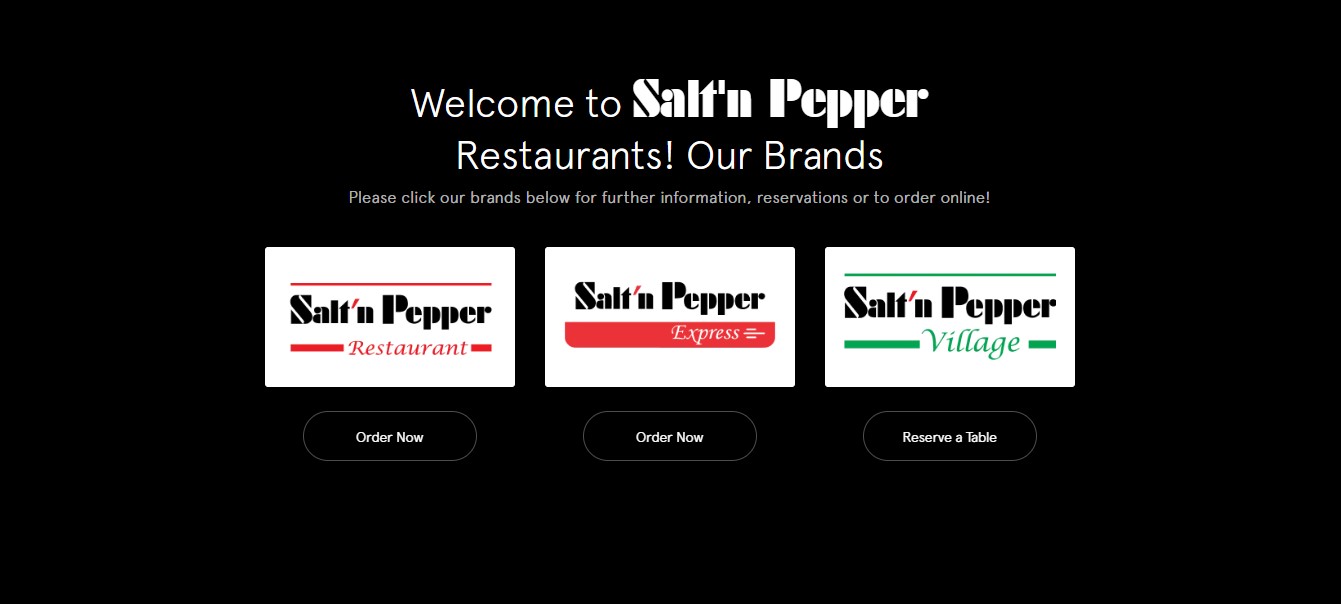 Welcome to Salt'n Pepper
Restaurants! Our Brands
Please click our brands below for further information, reservations or to order online!
Salt'n Pepper
Restaurant
Salt'n Pepper
Express
Salt'n Pepper
Village
Order Now
Order Now
Reserve a Table